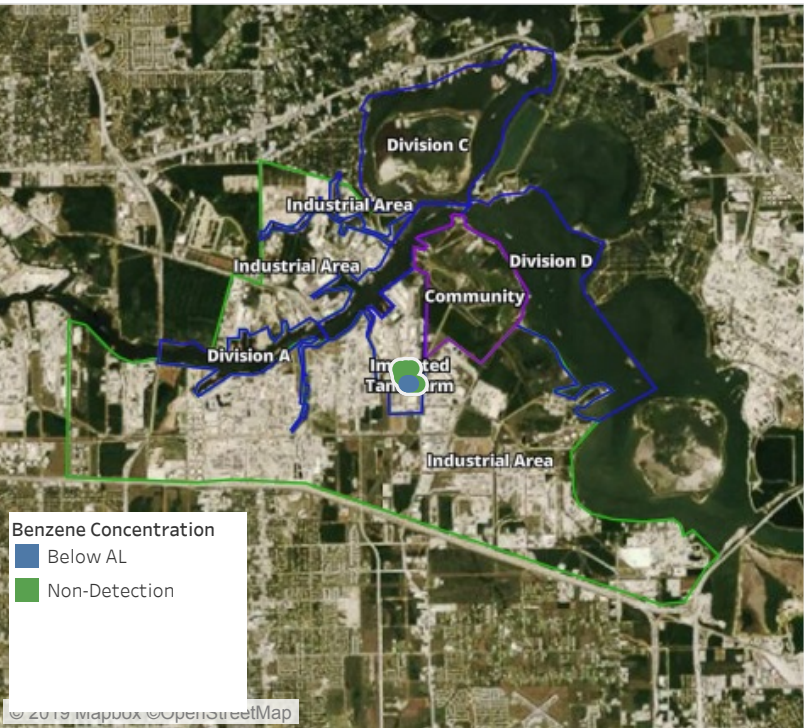 Division C
Industrial Area
Division D
Industrial Area
Community
Division A
Industrial Area
Benzene Concentration
Below AL
Non-Detection
© 2019 Mapbox ©OpenStreetMap